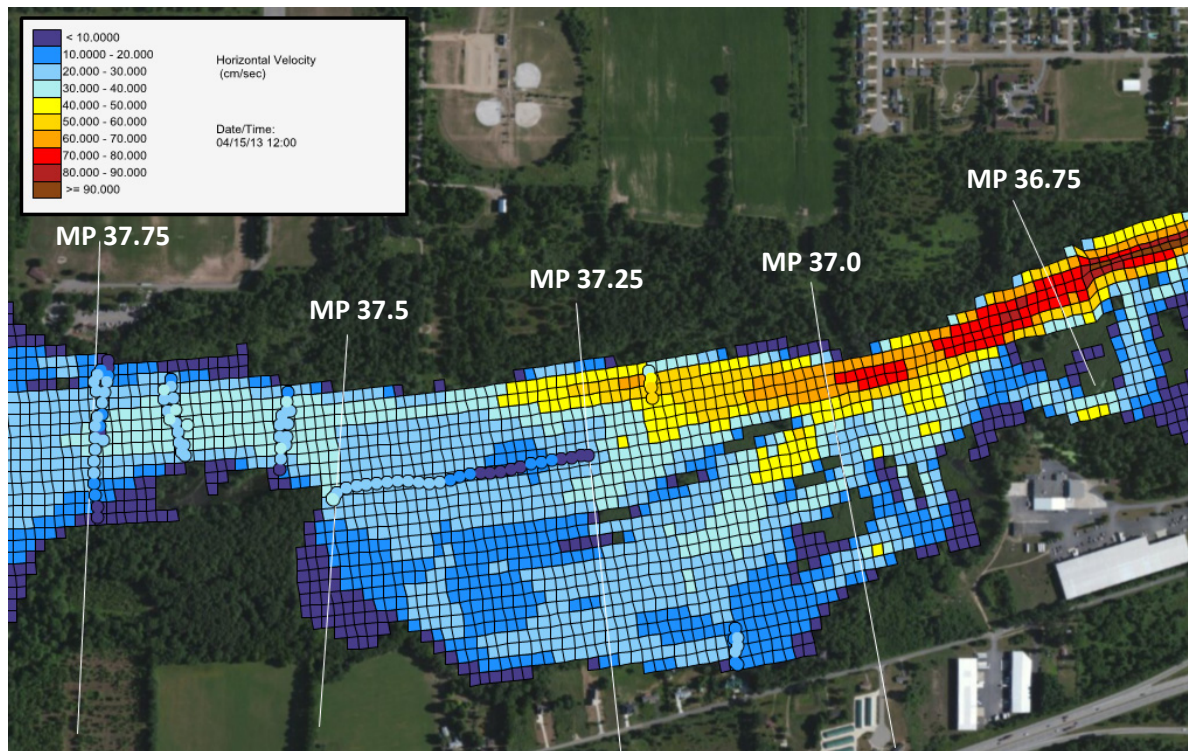 < 10.0000
10.0000 - 20.000
20.000 - 30.000
30.000 - 40.000
40.000 - 50.000
50.000 - 60.000
60.000 - 70.000
70.000 - 80.000
80.000 - 90.000
>= 90.000
Horizontal Velocity
(cm/sec)
Date/Time:
04/15/13 12:00
MP 37.75
MP 37.5
MP 37.25
MP 37.0
MP 36.75